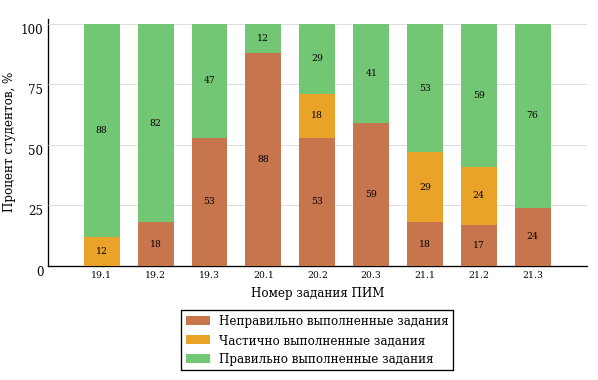 100
75
50
25
0
Процент студентов, %
88 82 47 12 29 41 53 59 76
12 18 53 88 18 53 59 29 18 24 17 24
19.1 19.2 19.3 20.1 20.2 20.3 21.1 21.2 21.3
Номер задания ПИМ
Неправильно выполненные задания
Частично выполненные задания
Правильно выполненные задания